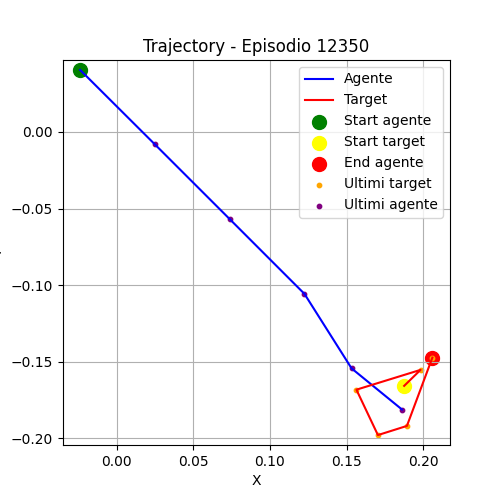 Trajectory - Episodio 12350
Agente
Target
Start agente
Start target
End agente
Ultimi target
Ultimi agente
0.00
−0.05
−0.10
−0.15
−0.20
0.00
0.05
0.10
0.15
0.20
X